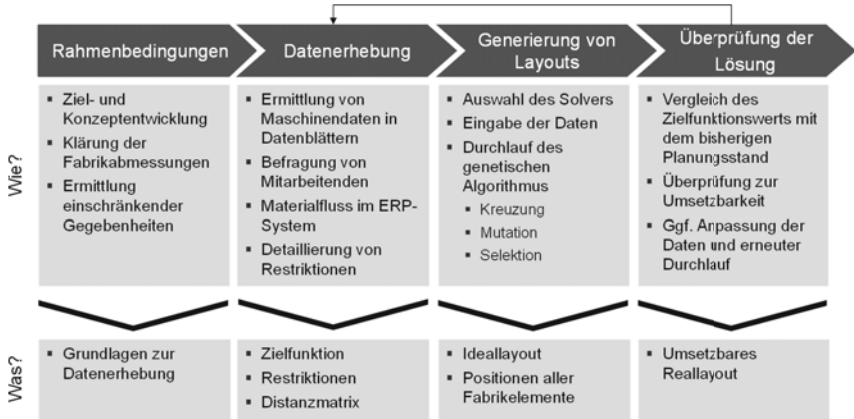 Rahmenbedingungen
Datenerhebung
Generierung von
Layouts
Überprüfung der
Lösung
Wie?
▪ Ziel- und
Konzeptentwicklung
▪ Klärung der
Fabrikabmessungen
▪ Ermittlung
einschränkender
Gegebenheiten
▪ Ermittlung von
Maschinendaten in
Datenblättern
▪ Befragung von
Mitarbeitenden
▪ Materialfluss im ERP-
System
▪ Detaillierung von
Restriktionen
▪ Auswahl des Solvers
▪ Eingabe der Daten
▪ Durchlauf des
genetischen
Algorithmus
▪ Kreuzung
▪ Mutation
▪ Selektion
▪ Vergleich des
Zielfunktionswerts mit
dem bisherigen
Planungsstand
▪ Überprüfung zur
Umsetzbarkeit
▪ Ggf. Anpassung der
Daten und erneuter
Durchlauf
Was?
▪ Grundlagen zur
Datenerhebung
▪ Zielfunktion
▪ Restriktionen
▪ Distanzmatrix
▪ Ideallayout
▪ Positionen aller
Fabrikelemente
▪ Umsetzbares
Reallayout